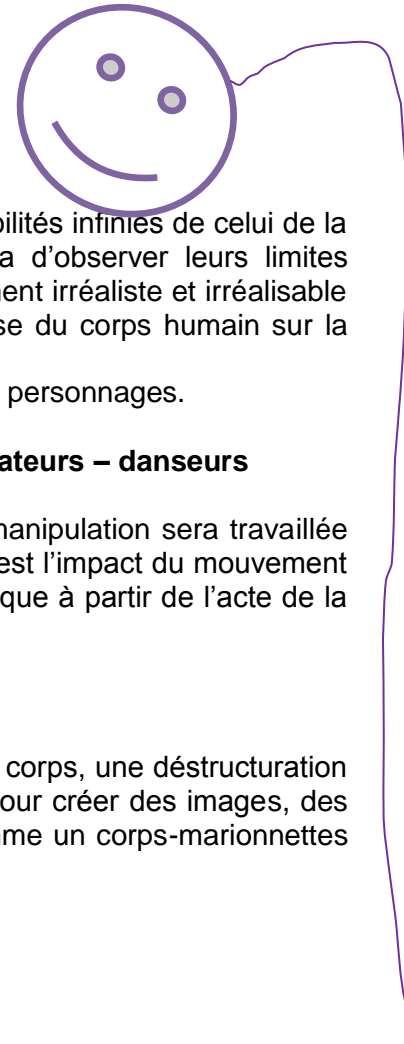 bilités infinies de celui de la
a d'observer leurs limites
ent irréaliste et irréalisable
se du corps humain sur la
personnages.
ateurs – danseurs
nanipulation sera travaillée
est l'impact du mouvement
que à partir de l'acte de la
corps, une déstructuration
our créer des images, des
me un corps-marionnettes